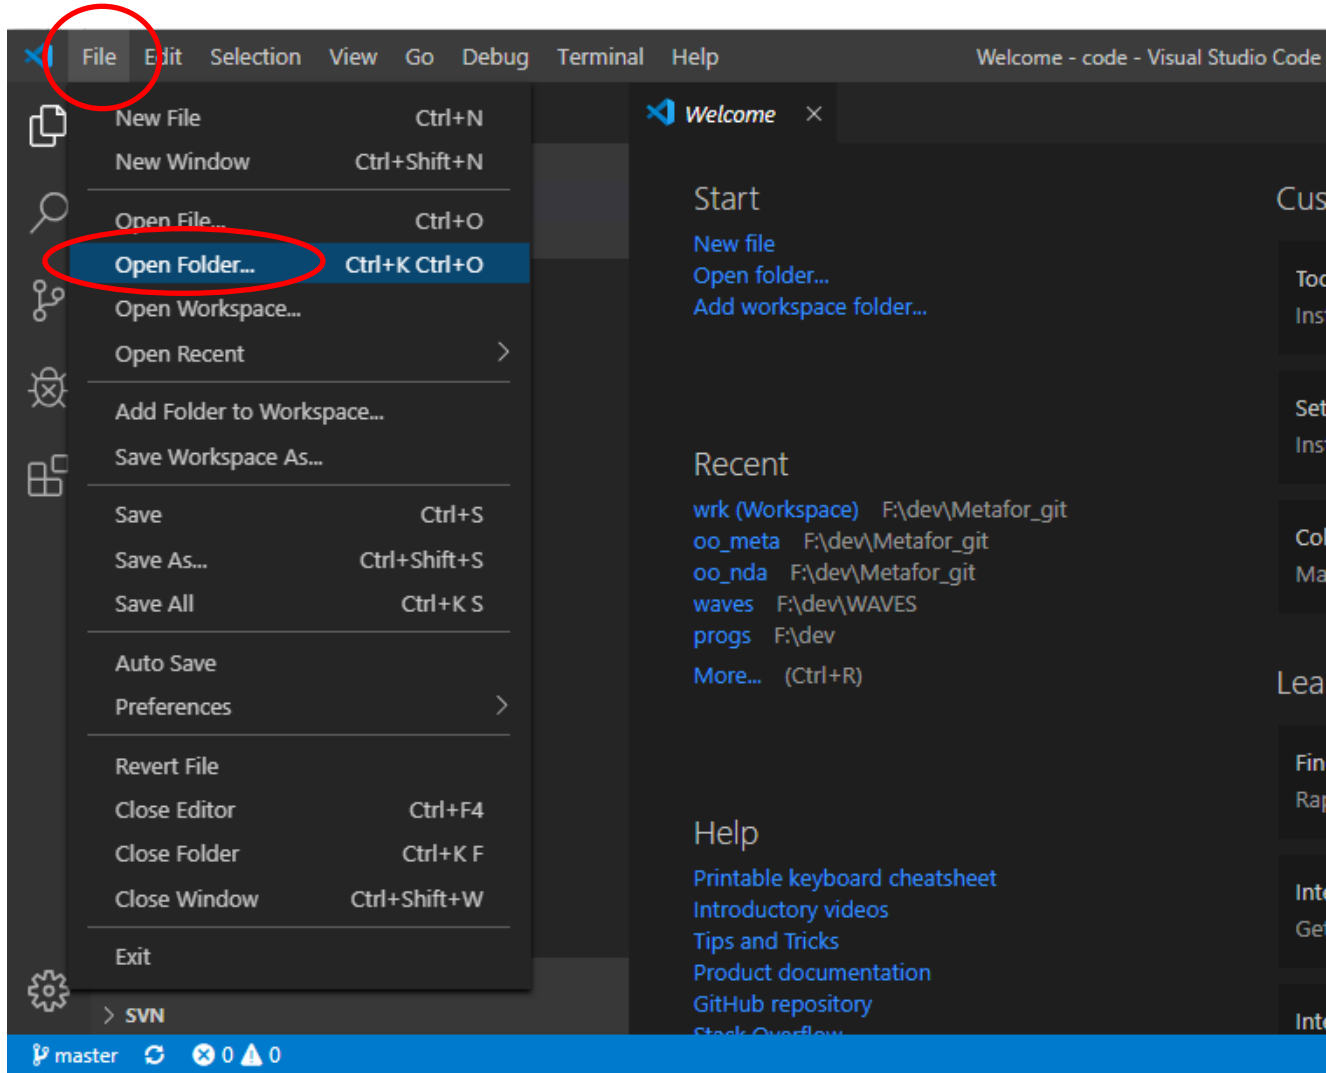 File Edit Selection View Go Debug Terminal Help Welcome - code - Visual Studio Code
New File Ctrl+N
New Window Ctrl+Shift+N
Open File... Ctrl+O
Open Folder... Ctrl+K Ctrl+O
Open Workspace...
Open Recent
Add Folder to Workspace...
Save Workspace As...
Save Ctrl+S
Save As... Ctrl+Shift+S
Save All Ctrl+K S
Auto Save
Preferences
Revert File
Close Editor Ctrl+F4
Close Folder Ctrl+K F
Close Window Ctrl+Shift+W
Exit
SVN
Welcome
Start
New file
Open folder...
Add workspace folder...
Recent
wrk (Workspace) F:\dev\Metafor_git
oo_meta F:\dev\Metafor_git
oo_nda F:\dev\Metafor_git
waves F:\dev\WAVES
progs F:\dev
More... (Ctrl+R)
Help
Printable keyboard cheatsheet
Introductory videos
Tips and Tricks
Product documentation
GitHub repository
Stack Overflow
master 0 0